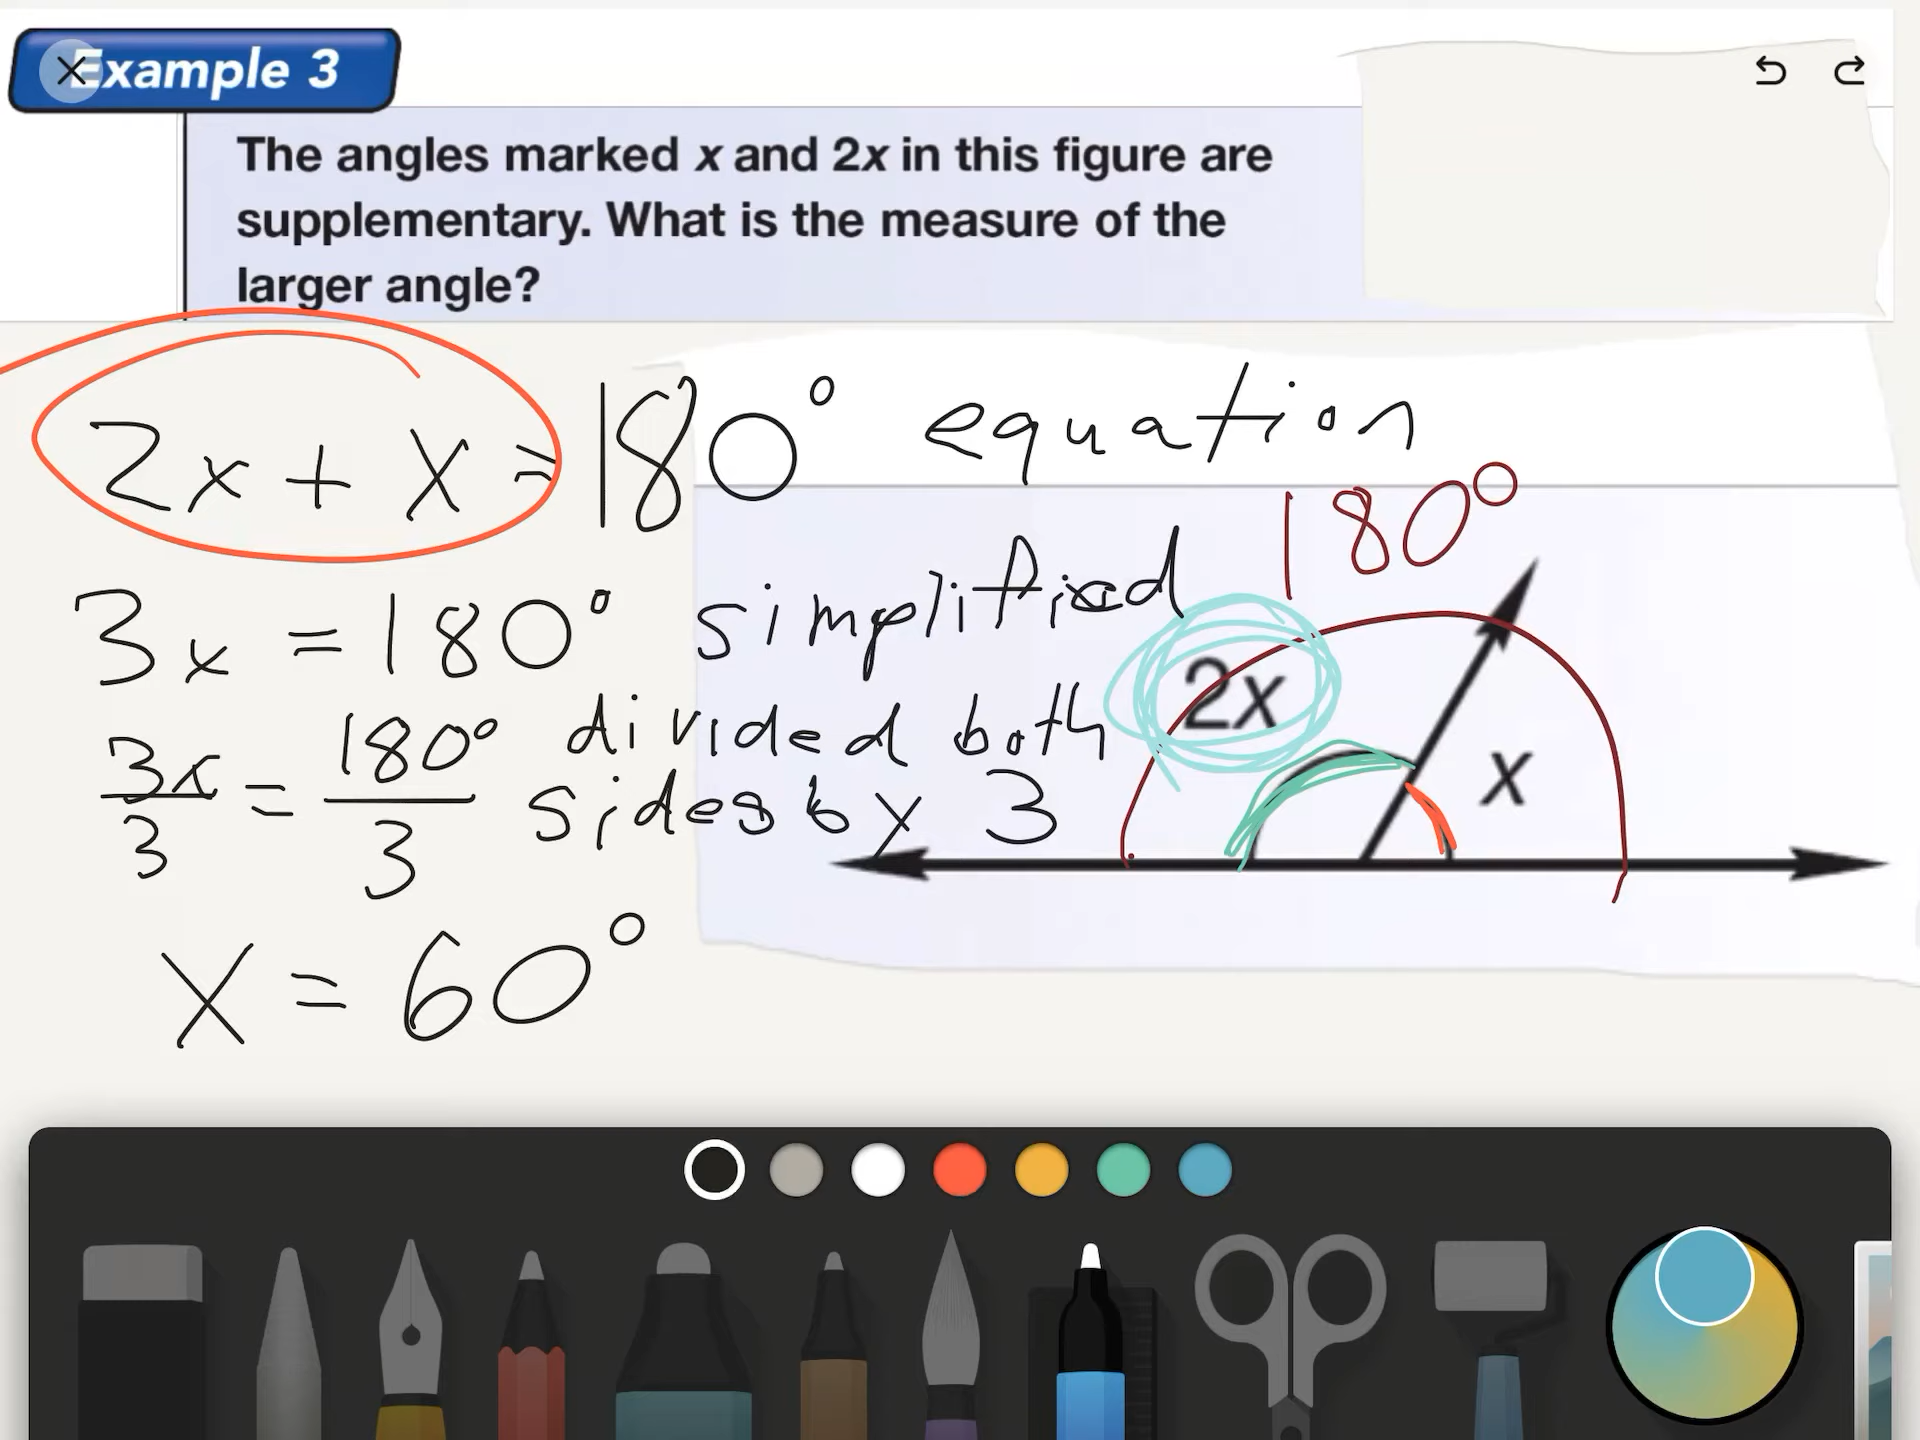 Example 3
The angles marked x and 2x in this figure are
supplementary. What is the measure of the
larger angle?
2x + x = 180° equation
180°
3x = 180° simplified
2x
x
3x/3 = 180°/3 divided both
sides by 3
x = 60°